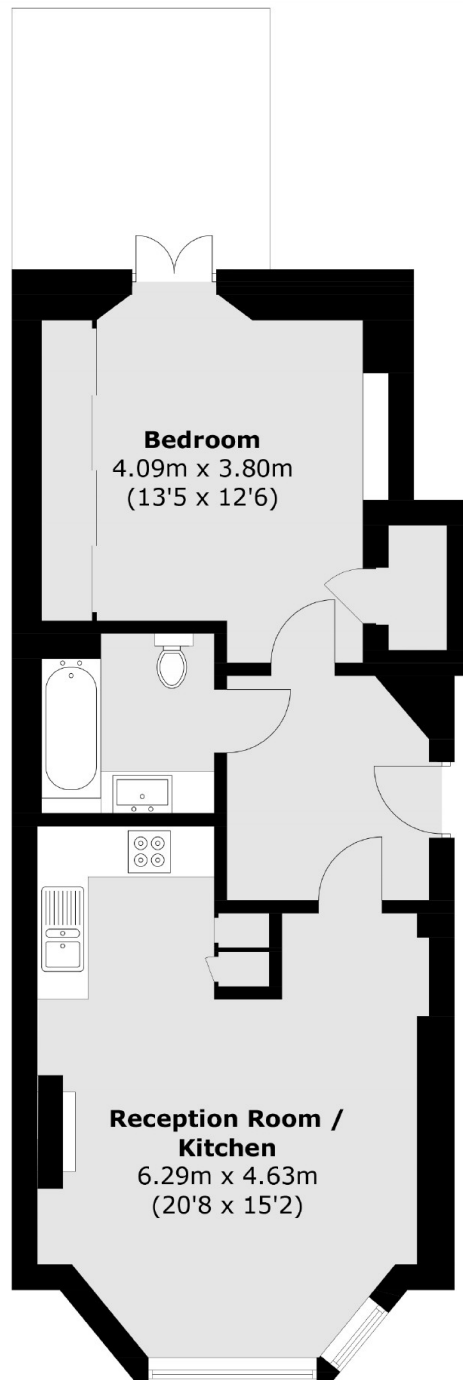 Bedroom
4.09m x 3.80m
(13'5 x 12'6)
Reception Room /
Kitchen
6.29m x 4.63m
(20'8 x 15'2)